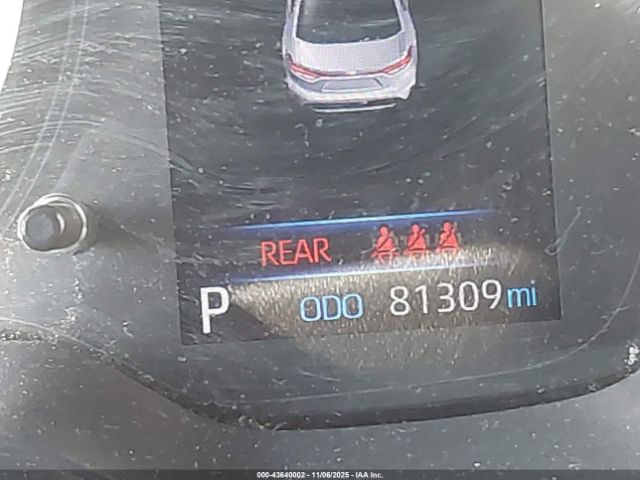 REAR
P ODO 81309 mi
000-43640002 - 11/06/2025 - IAA Inc.